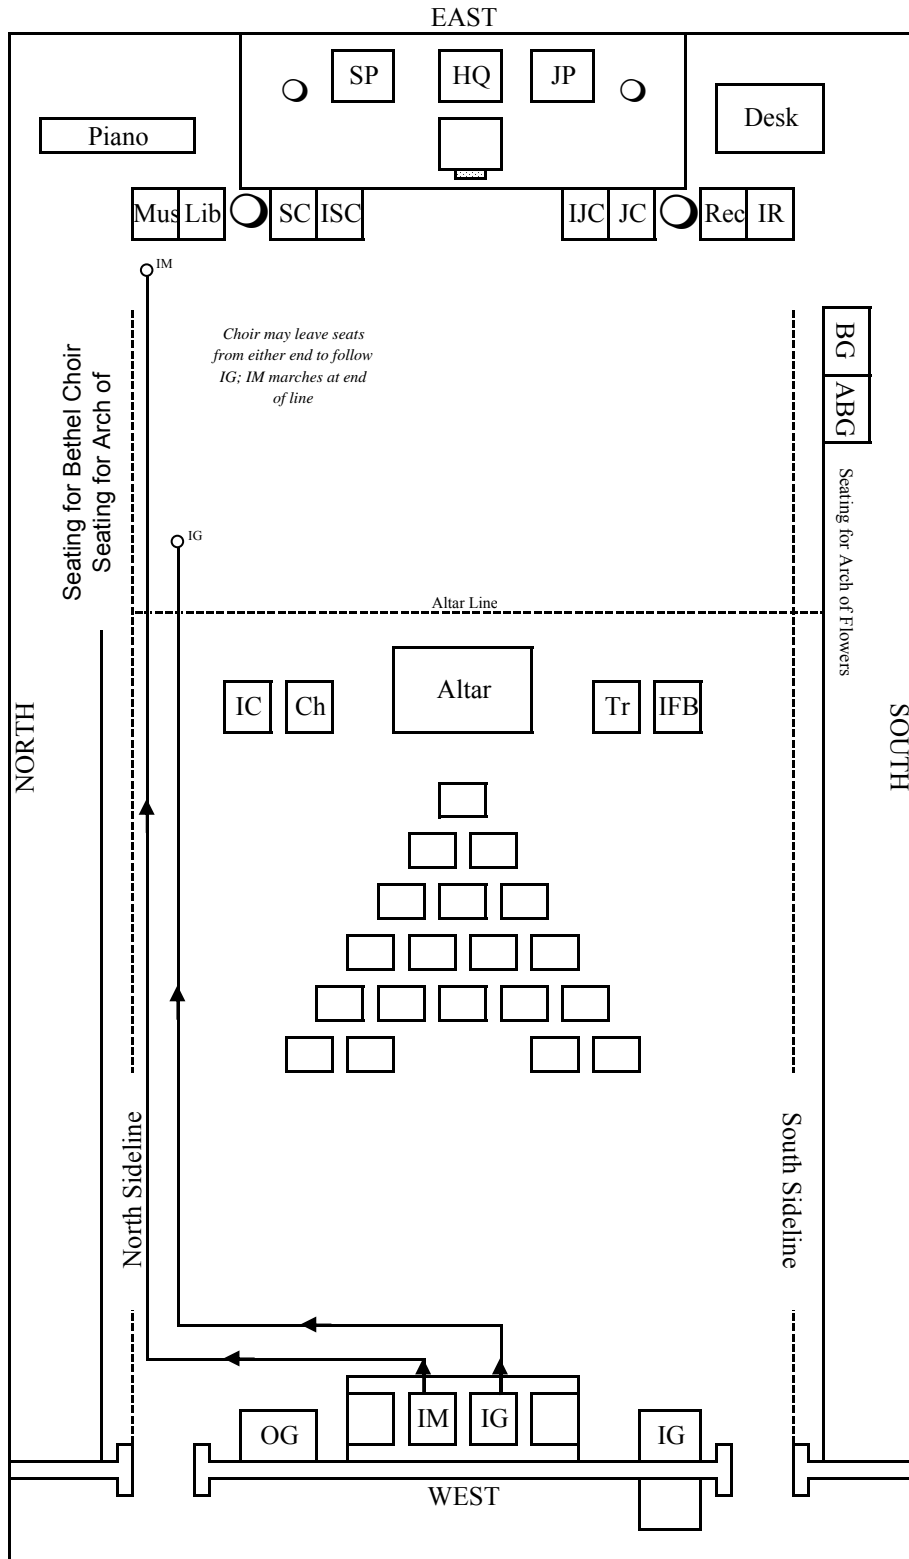 EAST
SP
HQ
JP
Desk
Piano
Mus
Lib
SC
ISC
IJC
JC
Rec
IR
IM
Choir may leave seats
from either end to follow
IG; IM marches at end
of line
BG
ABG
Seating for Bethel Choir
Seating for Arch of
Seating for Arch of Flowers
IG
Altar Line
IC
Ch
Altar
Tr
IFB
NORTH
SOUTH
North Sideline
South Sideline
OG
IM
IG
IG
WEST